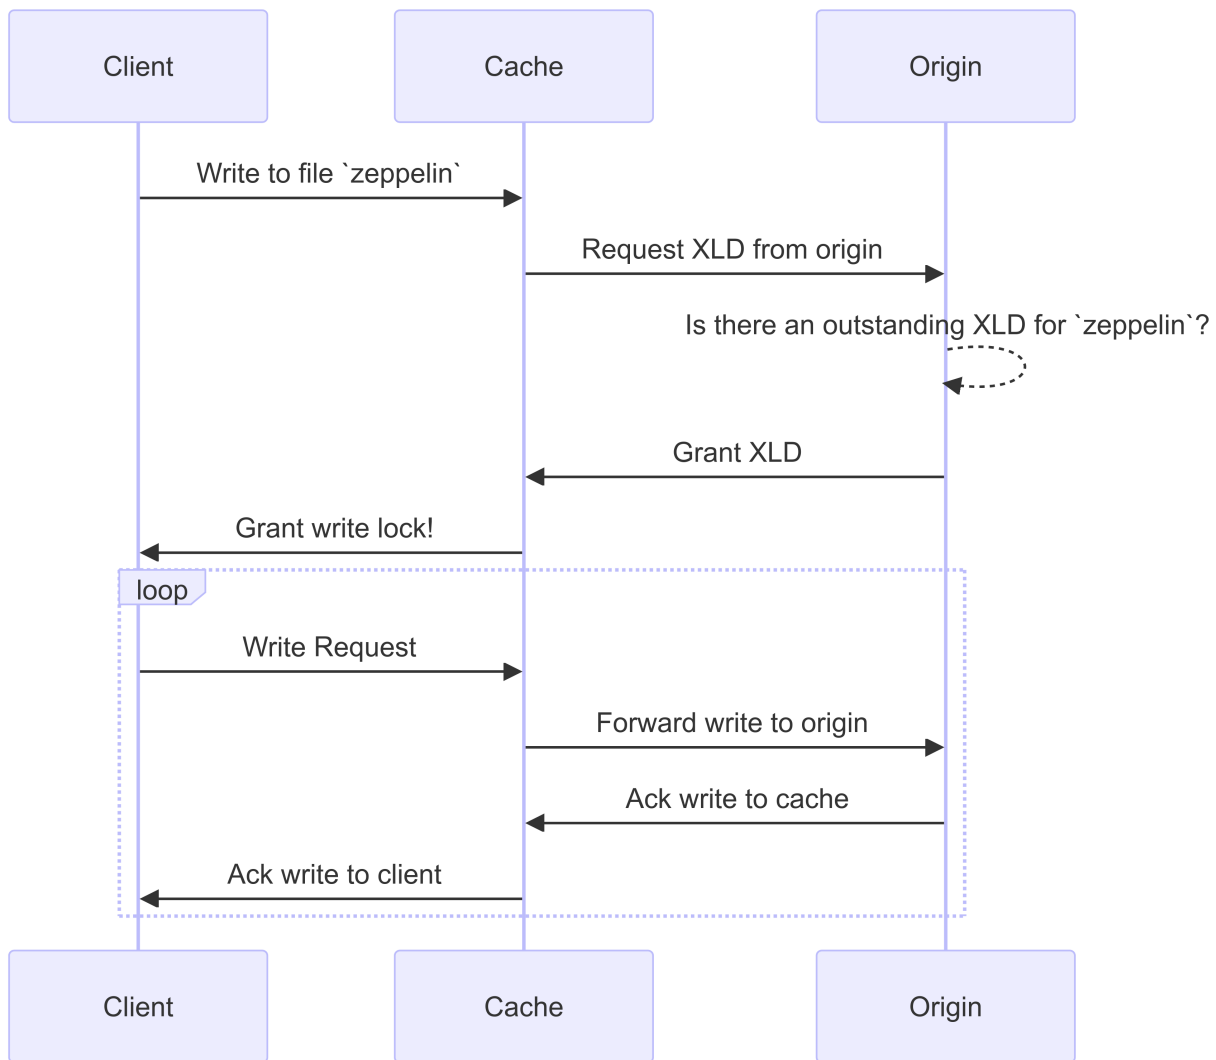 Client
Cache
Origin
Write to file `zeppelin`
Request XLD from origin
Is there an outstanding XLD for `zeppelin`?
Grant XLD
Grant write lock!
loop
Write Request
Forward write to origin
Ack write to cache
Ack write to client
Client
Cache
Origin